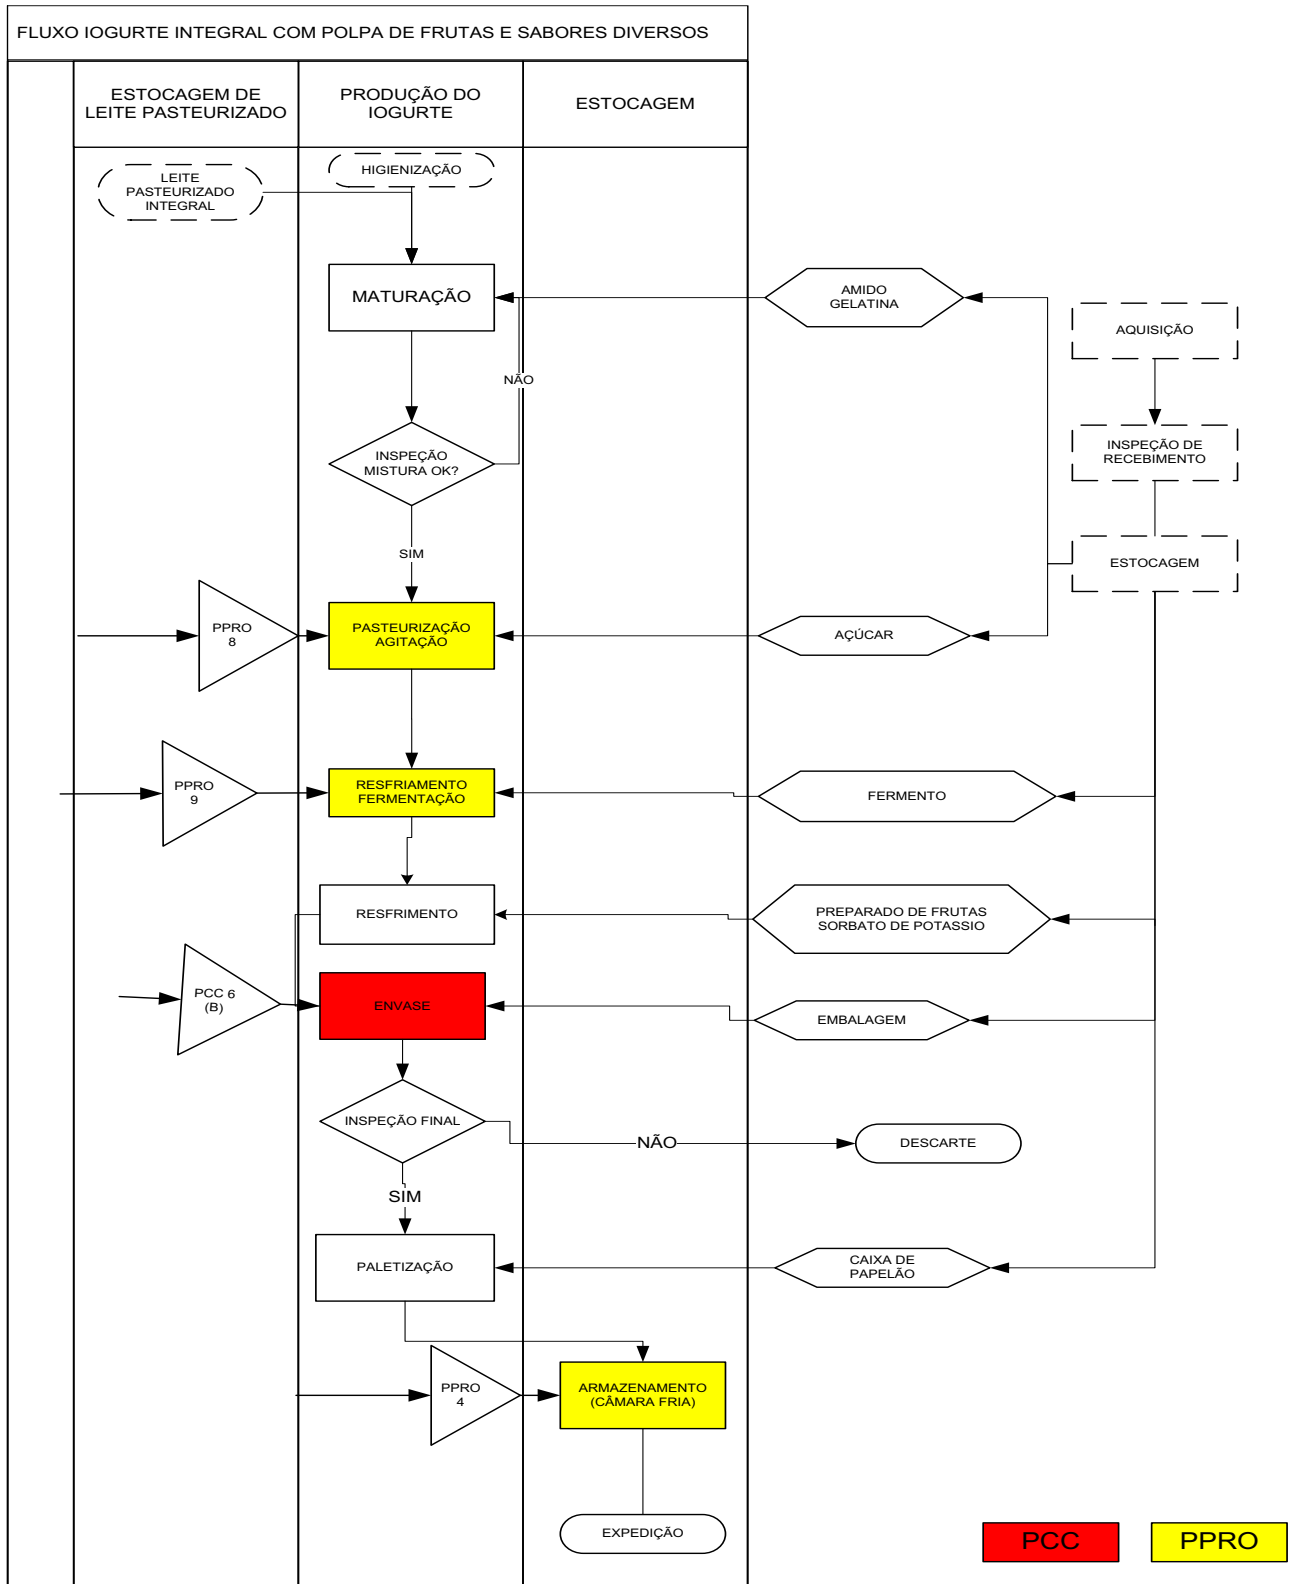 FLUXO IOGURTE INTEGRAL COM POLPA DE FRUTAS E SABORES DIVERSOS
ESTOCAGEM DE
LEITE PASTEURIZADO
PRODUÇÃO DO
IOGURTE
ESTOCAGEM
LEITE
PASTEURIZADO
INTEGRAL
HIGIENIZAÇÃO
MATURAÇÃO
AMIDO
GELATINA
AQUISIÇÃO
NÃO
INSPEÇÃO
MISTURA OK?
INSPEÇÃO DE
RECEBIMENTO
SIM
ESTOCAGEM
PPRO
8
PASTEURIZAÇÃO
AGITAÇÃO
AÇÚCAR
PPRO
9
RESFRIAMENTO
FERMENTAÇÃO
FERMENTO
RESFRIMENTO
PREPARADO DE FRUTAS
SORBATO DE POTASSIO
PCC 6
(B)
ENVASE
EMBALAGEM
INSPEÇÃO FINAL
NÃO
DESCARTE
SIM
PALETIZAÇÃO
CAIXA DE
PAPELÃO
PPRO
4
ARMAZENAMENTO
(CÂMARA FRIA)
EXPEDIÇÃO
PCC
PPRO